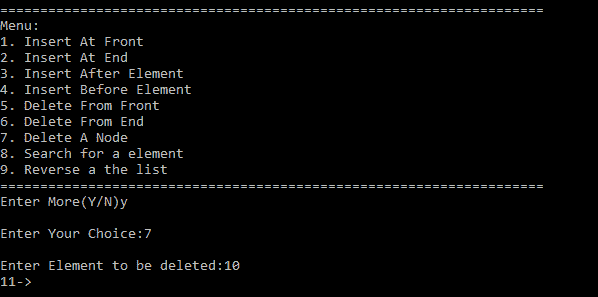 ====================================================================
Menu:
1. Insert At Front
2. Insert At End
3. Insert After Element
4. Insert Before Element
5. Delete From Front
6. Delete From End
7. Delete A Node
8. Search for a element
9. Reverse a the list
====================================================================
Enter More(Y/N)y
Enter Your Choice:7
Enter Element to be deleted:10
11->